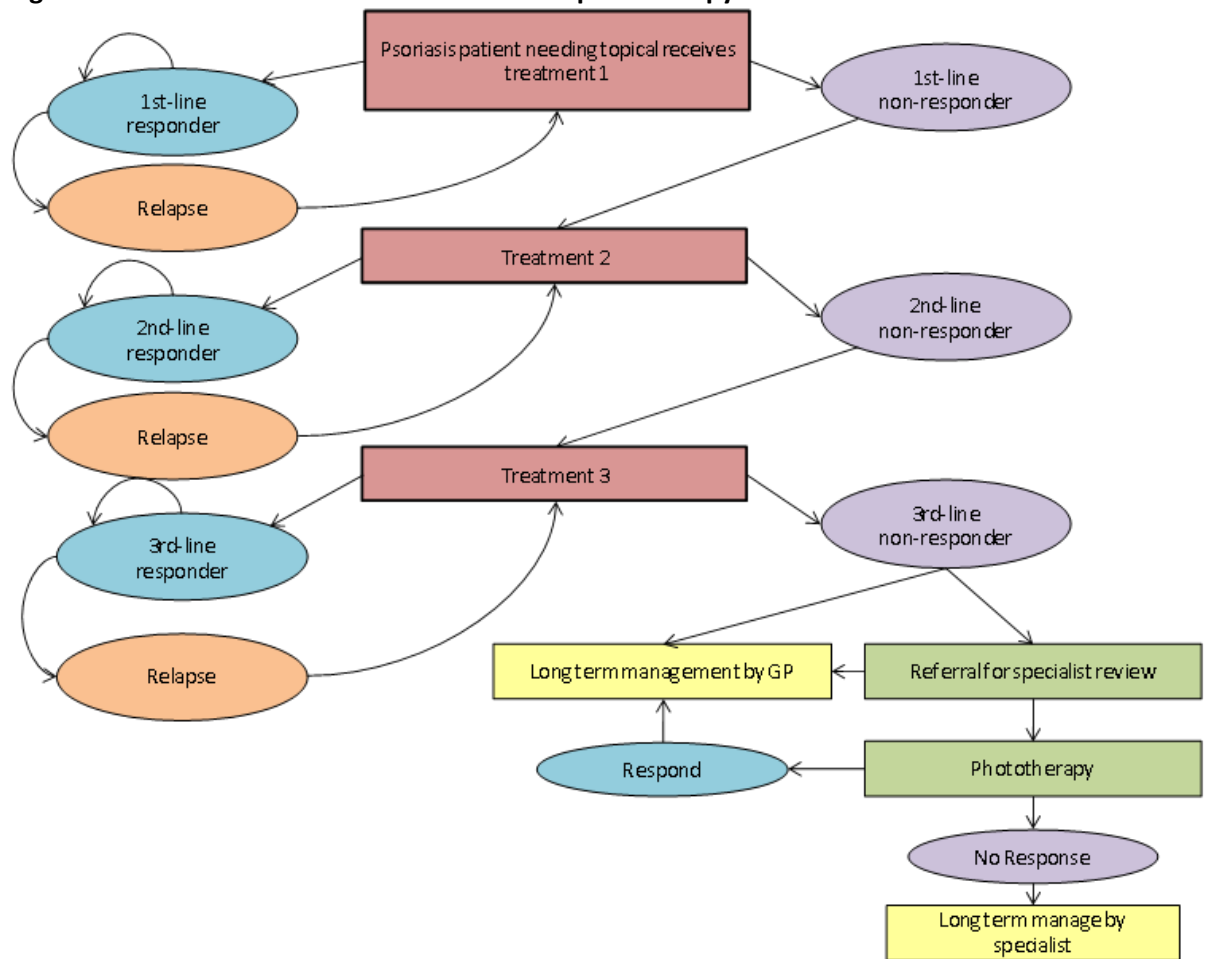 Psoriasis patient needing topical receives
treatment 1
1st-line
responder
1st-line
non-responder
Relapse
Treatment 2
2nd-line
responder
2nd-line
non-responder
Relapse
Treatment 3
3rd-line
responder
3rd-line
non-responder
Relapse
Long term management by GP
Referral for specialist review
Respond
Phototherapy
No Response
Long term manage by
specialist